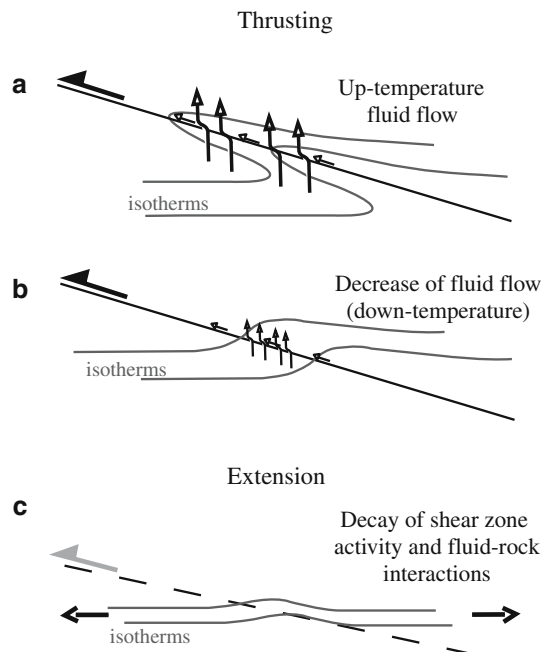 Thrusting
a
Up-temperature
fluid flow
isotherms
b
Decrease of fluid flow
(down-temperature)
isotherms
Extension
c
Decay of shear zone
activity and fluid-rock
interactions
isotherms